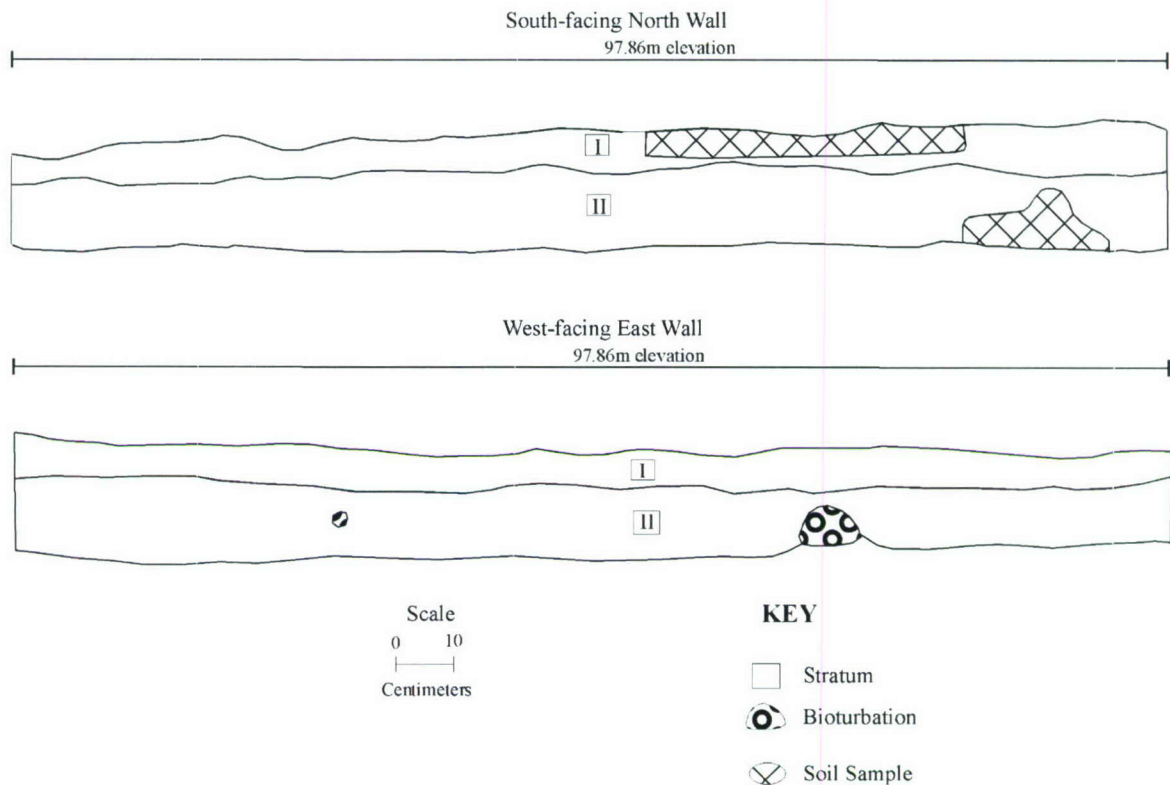 South-facing North Wall
97.86m elevation
I
II
West-facing East Wall
97.86m elevation
I
II
Scale
0 10
Centimeters
KEY
Stratum
Bioturbation
Soil Sample